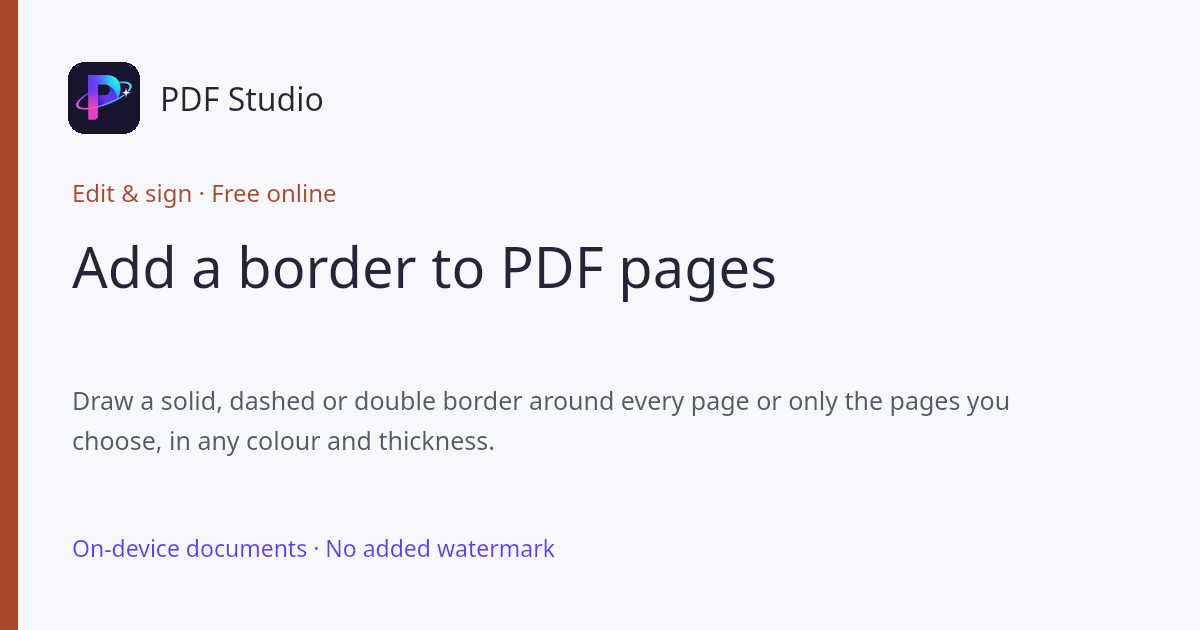 PDF Studio
Edit & sign · Free online
Add a border to PDF pages
Draw a solid, dashed or double border around every page or only the pages you
choose, in any colour and thickness.
On-device documents · No added watermark